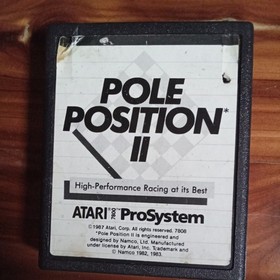 POLE
POSITION*
II
High-Performance Racing at its Best
ATARI 7800 ProSystem
©1987 Atari, Corp. All rights reserved. 7808
*Pole Position II is engineered and
designed by Namco, Ltd. Manufactured
under license by Atari, Inc. Trademark and
© Namco 1982, 1983.